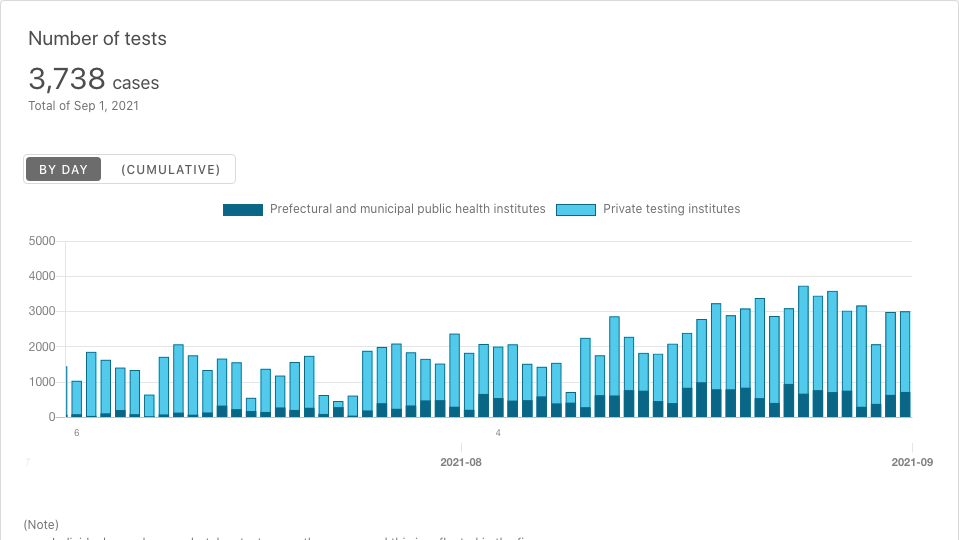 Number of tests
3,738 cases
Total of Sep 1, 2021
BY DAY (CUMULATIVE)
Prefectural and municipal public health institutes Private testing institutes
5000
4000
3000
2000
1000
0
6 4
7 2021-08 2021-09
(Note)